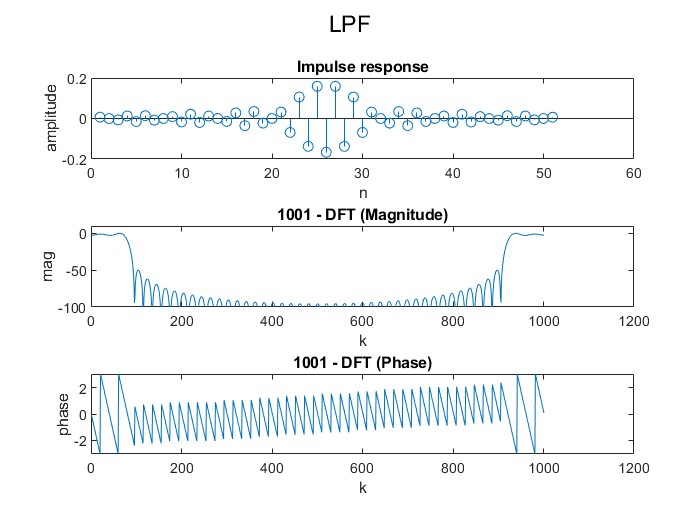 LPF
Impulse response
0.2
0
-0.2
amplitude
0 10 20 30 40 50 60
n
1001 - DFT (Magnitude)
0
-50
-100
mag
0 200 400 600 800 1000 1200
k
1001 - DFT (Phase)
2
0
-2
phase
0 200 400 600 800 1000 1200
k